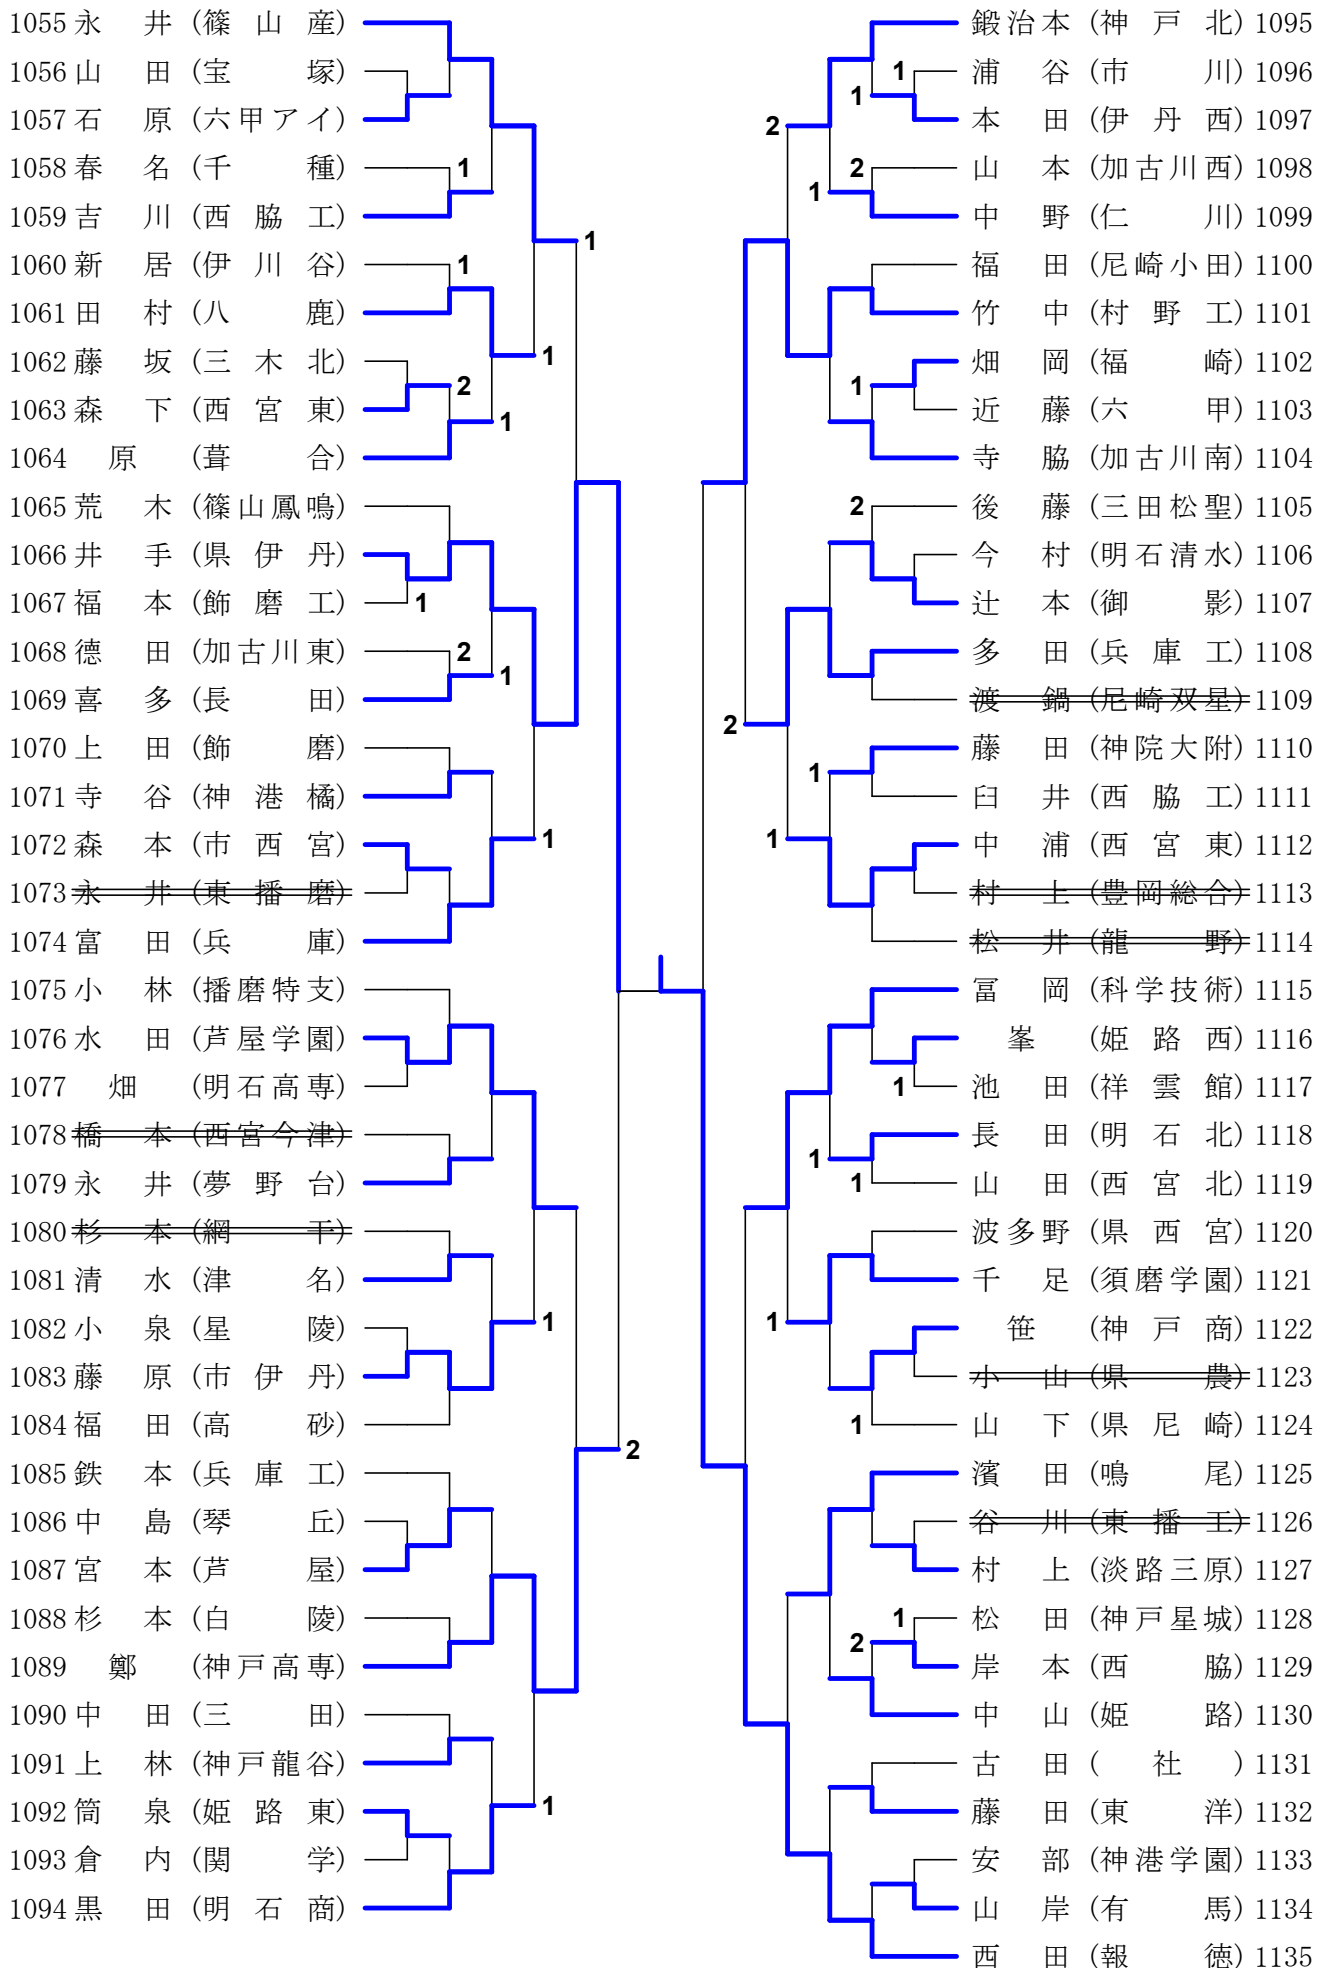 1055 永 井 (篠 山 産)
1056 山 田 (宝 塚)
1057 石 原 (六甲アイ)
1058 春 名 (千 種)
1059 吉 川 (西 脇 工)
1060 新 居 (伊 川 谷)
1061 田 村 (八 鹿)
1062 藤 坂 (三 木 北)
1063 森 下 (西 宮 東)
1064 原 (葺 合)
1065 荒 木 (篠山鳳鳴)
1066 井 手 (県 伊 丹)
1067 福 本 (飾 磨 工)
1068 徳 田 (加古川東)
1069 喜 多 (長 田)
1070 上 田 (飾 磨)
1071 寺 谷 (神 港 橘)
1072 森 本 (市 西 宮)
1073 永 井 (東 播 磨)
1074 富 田 (兵 庫)
1075 小 林 (播磨特支)
1076 水 田 (芦屋学園)
1077 畑 (明石高専)
1078 橋 本 (西宮今津)
1079 永 井 (夢 野 台)
1080 杉 本 (網 干)
1081 清 水 (津 名)
1082 小 泉 (星 陵)
1083 藤 原 (市 伊 丹)
1084 福 田 (高 砂)
1085 鉄 本 (兵 庫 工)
1086 中 島 (琴 丘)
1087 宮 本 (芦 屋)
1088 杉 本 (白 陵)
1089 鄭 (神戸高専)
1090 中 田 (三 田)
1091 上 林 (神戸龍谷)
1092 筒 泉 (姫 路 東)
1093 倉 内 (関 学)
1094 黒 田 (明 石 商)
1
1
1
1
2
1
1
2
1
1
1
2
1
鍛治本 (神 戸 北) 1095
浦 谷 (市 川) 1096
本 田 (伊 丹 西) 1097
山 本 (加古川西) 1098
中 野 (仁 川) 1099
福 田 (尼崎小田) 1100
竹 中 (村 野 工) 1101
畑 岡 (福 崎) 1102
近 藤 (六 甲) 1103
寺 脇 (加古川南) 1104
後 藤 (三田松聖) 1105
今 村 (明石清水) 1106
辻 本 (御 影) 1107
多 田 (兵 庫 工) 1108
渡 鍋 (尼崎双星) 1109
藤 田 (神院大附) 1110
臼 井 (西 脇 工) 1111
中 浦 (西 宮 東) 1112
村 上 (豊岡総合) 1113
松 井 (龍 野) 1114
冨 岡 (科学技術) 1115
峯 (姫 路 西) 1116
池 田 (祥 雲 館) 1117
長 田 (明 石 北) 1118
山 田 (西 宮 北) 1119
波多野 (県 西 宮) 1120
千 足 (須磨学園) 1121
笹 (神 戸 商) 1122
小 山 (県 農) 1123
山 下 (県 尼 崎) 1124
濱 田 (鳴 尾) 1125
谷 川 (東 播 工) 1126
村 上 (淡路三原) 1127
松 田 (神戸星城) 1128
岸 本 (西 脇) 1129
中 山 (姫 路) 1130
古 田 ( 社 ) 1131
藤 田 (東 洋) 1132
安 部 (神港学園) 1133
山 岸 (有 馬) 1134
西 田 (報 徳) 1135
1
1
2
2
1
1
2
2
1
1
1
1
1
1
1
1
2